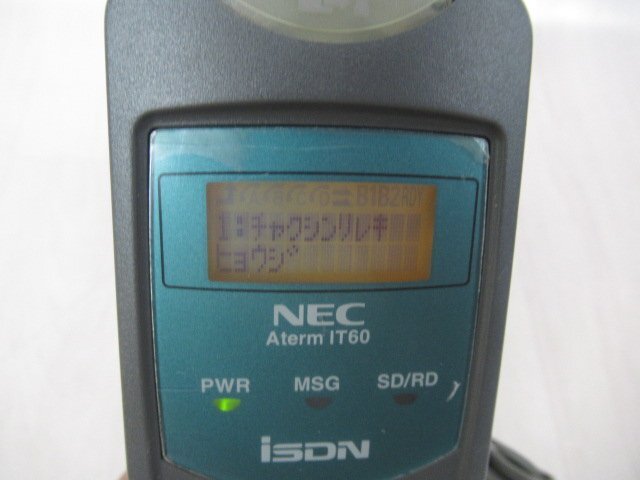 B1B2
1:チャクシンリレキ
ヒョウジ
NEC
Aterm IT60
PWR MSG SD/RD
iSDN